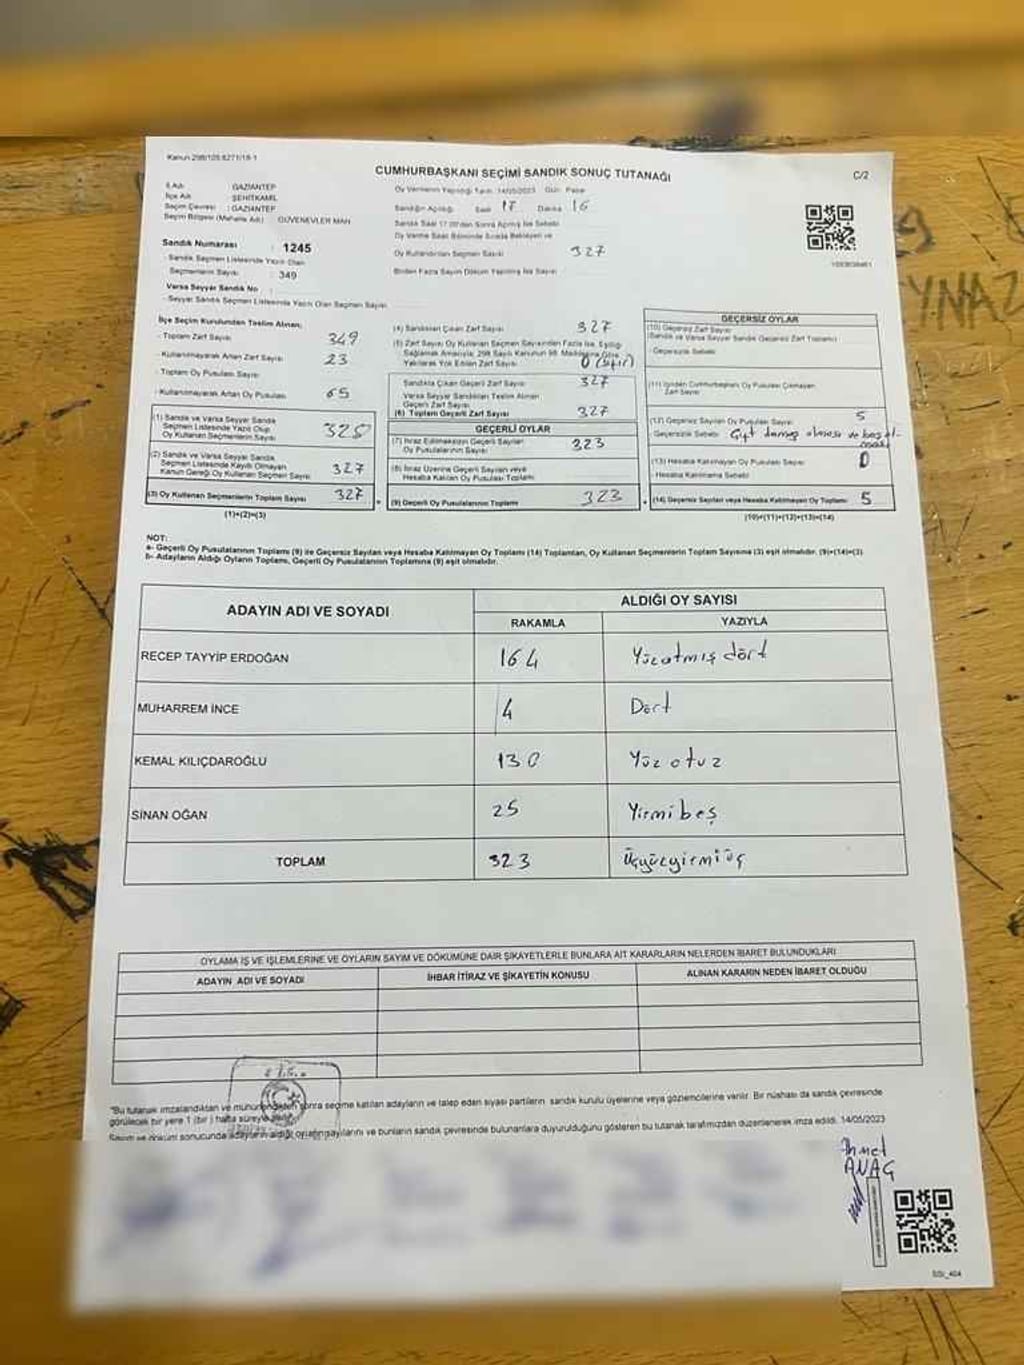 Kanun 298/105.6271/18-1
CUMHURBAŞKANI SEÇİMİ SANDIK SONUÇ TUTANAĞI
C/2
İl Adı : GAZİANTEP
İlçe Adı : ŞEHİTKAMİL
Seçim Çevresi : GAZİANTEP
Seçim Bölgesi (Mahalle Adı) : GÜVENEVLER MAH
Sandık Numarası : 1245
Sandık Seçmen Listesinde Yazılı Olan
Seçmenlerin Sayısı : 349
Varsa Seyyar Sandık No :
- Seyyar Sandık Seçmen Listesinde Yazılı Olan Seçmen Sayısı
Oy Vermenin Yapıldığı Tarih: 14/05/2023 Gün: Pazar
Sandığın Açıldığı Saat 17 Dakika 16
Sandık Saat 17.00'den Sonra Açılmış İse Sebebi
Oy Verme Saat Bitiminde Sırada Bekleyen ve
Oy Kullandırılan Seçmen Sayısı 327
Birden Fazla Sayım Döküm Yapılmış İse Sayısı
İlçe Seçim Kurulundan Teslim Alınan;
- Toplam Zarf Sayısı 349
- Kullanılmayarak Artan Zarf Sayısı 23
- Toplam Oy Pusulası Sayısı
- Kullanılmayarak Artan Oy Pusulası 65
(1) Sandık ve Varsa Seyyar Sandık
Seçmen Listesinde Yazılı Olup
Oy Kullanan Seçmenlerin Sayısı 325
(2) Sandık ve Varsa Seyyar Sandık
Seçmen Listesinde Kayıtlı Olmayan
Kanun Gereği Oy Kullanan Seçmen Sayısı 327
(3) Oy Kullanan Seçmenlerin Toplam Sayısı 327
(1)+(2)=(3)
(4) Sandıktan Çıkan Zarf Sayısı 327
(5) Zarf Sayısı Oy Kullanan Seçmen Sayısından Fazla İse, Eşitliği
Sağlamak Amacıyla; 298 Sayılı Kanunun 98. Maddesine Göre
Yakılarak Yok Edilen Zarf Sayısı 0 (sıfır)
Sandıkta Çıkan Geçerli Zarf Sayısı 327
Varsa Seyyar Sandıktan Teslim Alınan
Geçerli Zarf Sayısı
(6) Toplam Geçerli Zarf Sayısı 327
GEÇERLİ OYLAR
(7) İtiraz Edilmeksizin Geçerli Sayılan
Oy Pusulalarının Sayısı 323
(8) İtiraz Üzerine Geçerli Sayılan veya
Hesaba Katılan Oy Pusulası Toplamı
(9) Geçerli Oy Pusulalarının Toplamı 323
GEÇERSİZ OYLAR
(10) Geçersiz Zarf Sayısı
(Sandık ve Varsa Seyyar Sandık Geçersiz Zarf Toplamı)
- Geçersizlik Sebebi
(11) İçinden Cumhurbaşkanı Oy Pusulası Çıkmayan
Zarf Sayısı
(12) Geçersiz Sayılan Oy Pusulası Sayısı 5
- Geçersizlik Sebebi Çift damga olması ve boş ol-
ması
(13) Hesaba Katılmayan Oy Pusulası Sayısı 0
- Hesaba Katılmama Sebebi
(14) Geçersiz Sayılan veya Hesaba Katılmayan Oy Toplamı 5
(10)+(11)+(12)+(13)=(14)
NOT:
a- Geçerli Oy Pusulalarının Toplamı (9) ile Geçersiz Sayılan veya Hesaba Katılmayan Oy Toplamı (14) Toplamları, Oy Kullanan Seçmenlerin Toplam Sayısına (3) eşit olmalıdır. (9)+(14)=(3)
b- Adayların Aldığı Oyların Toplamı, Geçerli Oy Pusulalarının Toplamına (9) eşit olmalıdır.
ADAYIN ADI VE SOYADI
ALDIĞI OY SAYISI
RAKAMLA YAZIYLA
RECEP TAYYİP ERDOĞAN 164 Yüzatmış dört
MUHARREM İNCE 4 Dört
KEMAL KILIÇDAROĞLU 130 Yüz otuz
SİNAN OĞAN 25 Yirmibeş
TOPLAM 323 Üçyüzyirmiüç
OYLAMA İŞ VE İŞLEMLERİNE VE OYLARIN SAYIM VE DÖKÜMÜNE DAİR ŞİKAYETLERLE BUNLARA AİT KARARLARIN NELERDEN İBARET BULUNDUKLARI
ADAYIN ADI VE SOYADI İHBAR İTİRAZ VE ŞİKAYETİN KONUSU ALINAN KARARIN NEDEN İBARET OLDUĞU
"Bu tutanak imzalandıktan ve mühürlendikten sonra seçime katılan adayların ve talep eden siyasi partilerin sandık kurulu üyelerine veya gözlemcilerine verilir. Bir nüshası da sandık çevresinde
görülecek bir yere 1 (bir) hafta süreyle asılır.
Sayım ve döküm sonucunda adayların aldığı oyların sayılarını ve bunların sandık çevresinde bulunanlara duyurulduğunu gösteren bu tutanak tarafımızdan düzenlenerek imza edildi. 14/05/2023
Ahmet
ANAÇ
SSI_404
YNAZ